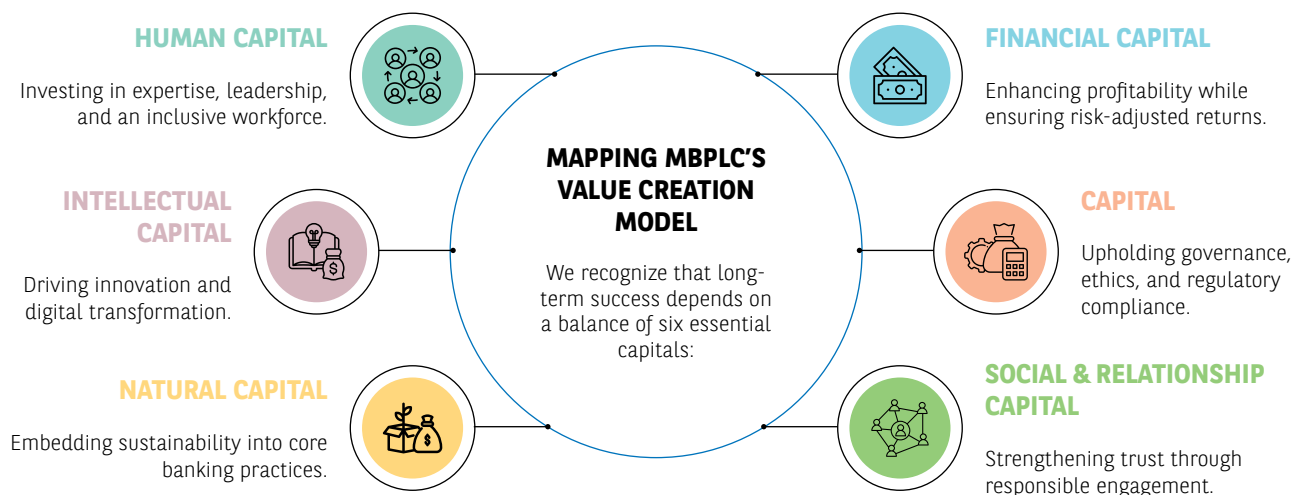 HUMAN CAPITAL
Investing in expertise, leadership,
and an inclusive workforce.
INTELLECTUAL
CAPITAL
Driving innovation and
digital transformation.
NATURAL CAPITAL
Embedding sustainability into core
banking practices.
MAPPING MBPLC'S
VALUE CREATION
MODEL
We recognize that long-
term success depends on
a balance of six essential
capitals:
FINANCIAL CAPITAL
Enhancing profitability while
ensuring risk-adjusted returns.
CAPITAL
Upholding governance,
ethics, and regulatory
compliance.
SOCIAL & RELATIONSHIP
CAPITAL
Strengthening trust through
responsible engagement.